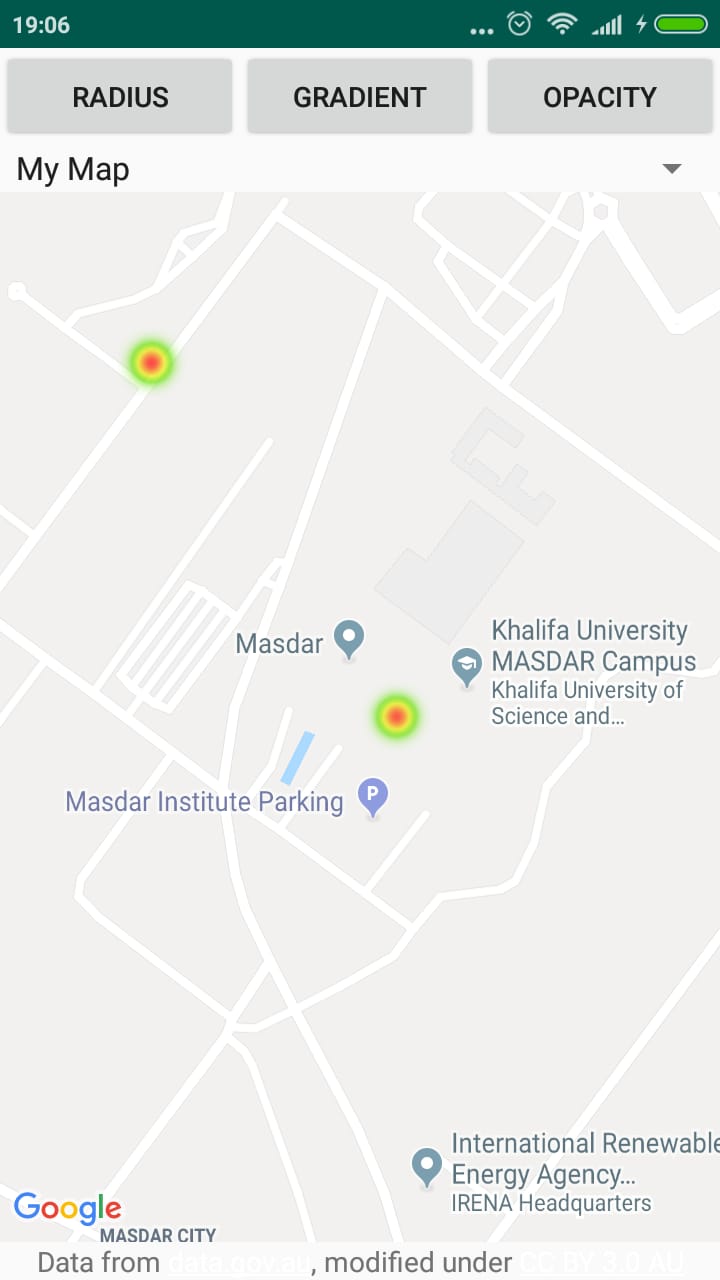 19:06
RADIUS
GRADIENT
OPACITY
My Map
Khalifa University
MASDAR Campus
Khalifa University of
Science and...
Masdar
P
Masdar Institute Parking
International Renewable
Energy Agency...
IRENA Headquarters
Google
MASDAR CITY
Data from data.gov.au, modified under CC BY 3.0 AU